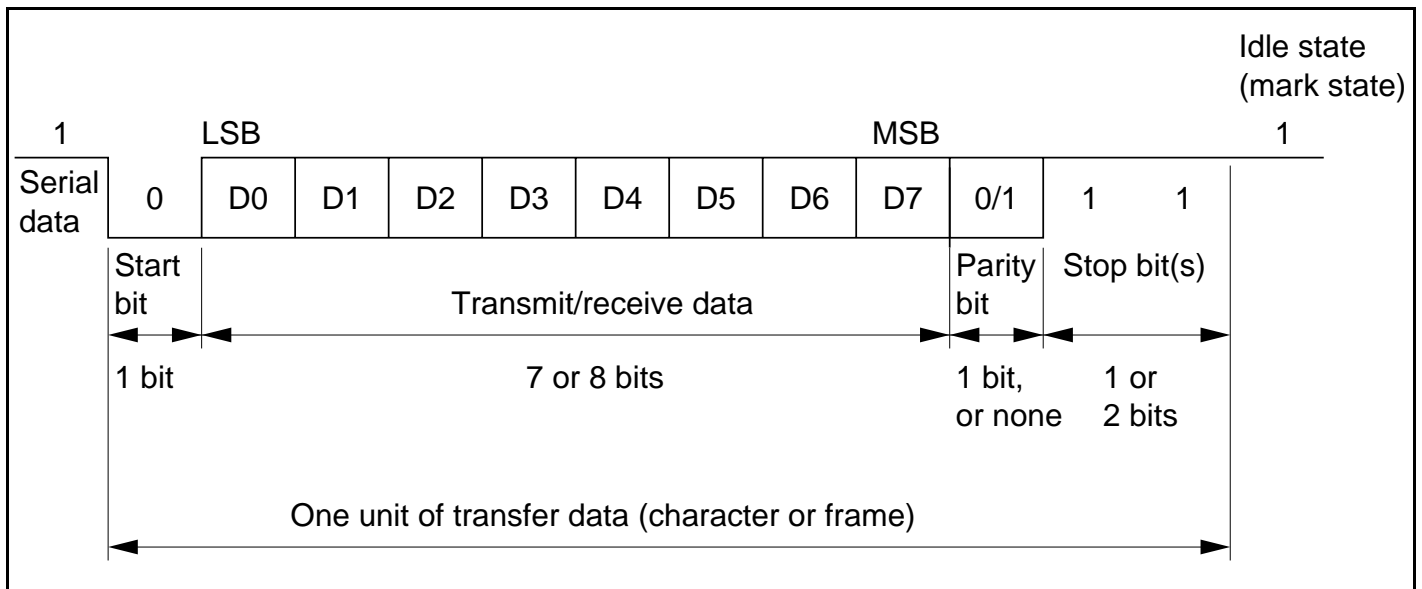 Idle state
(mark state)
1 LSB MSB 1
Serial
data
0 D0 D1 D2 D3 D4 D5 D6 D7 0/1 1 1
Start
bit
Transmit/receive data
Parity
bit
Stop bit(s)
1 bit
7 or 8 bits
1 bit,
or none
1 or
2 bits
One unit of transfer data (character or frame)